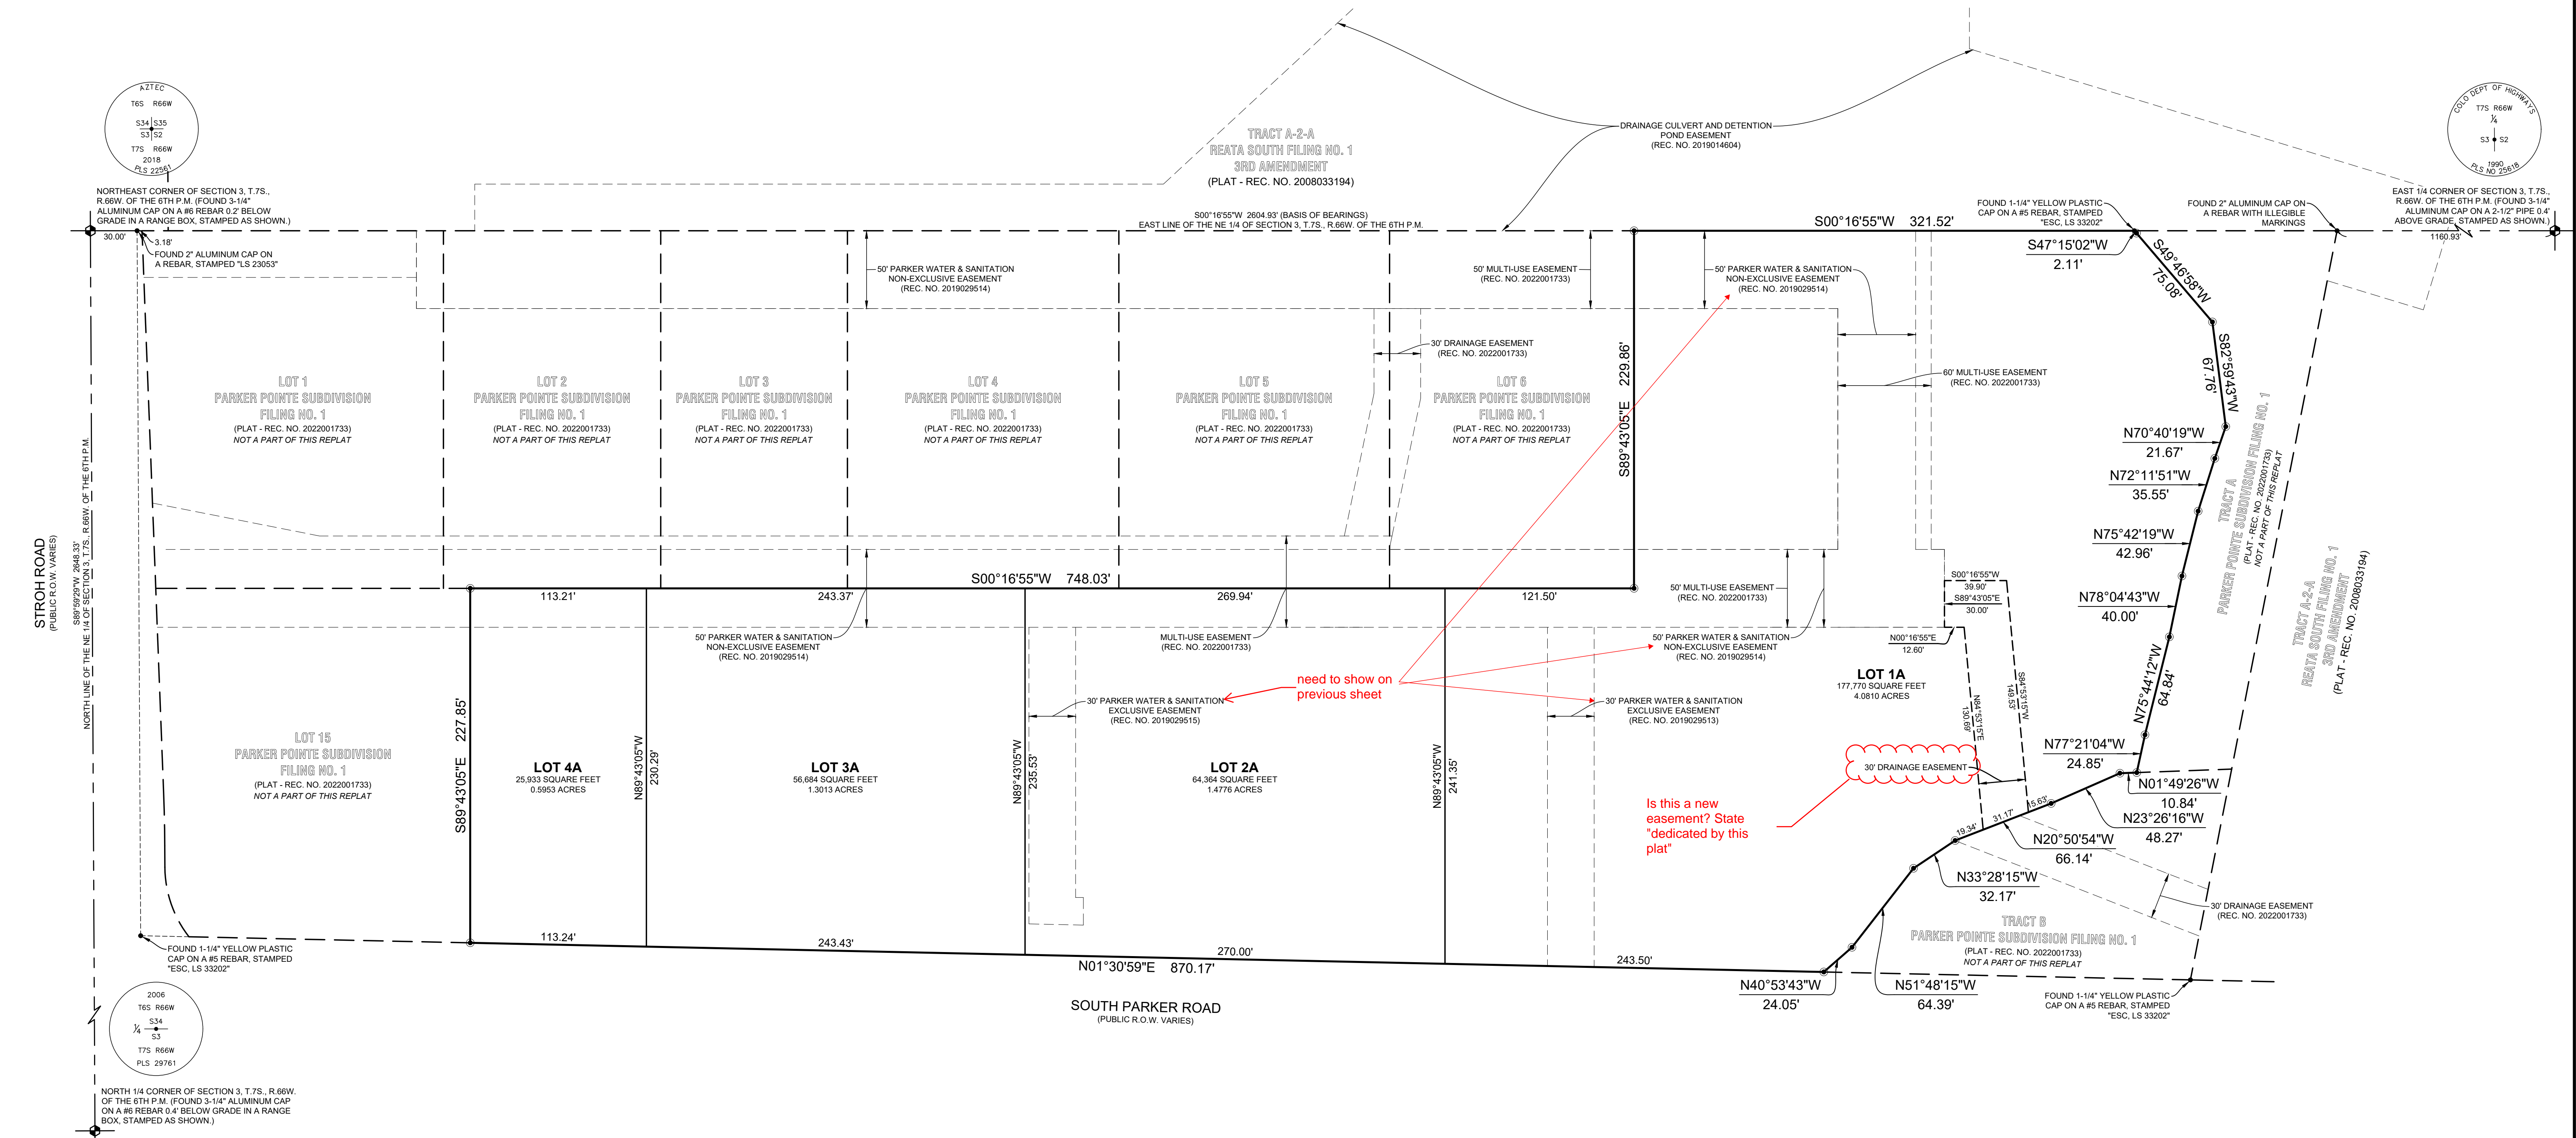 AZTEC
T6S R66W
S34 S35
S3 S2
T7S R66W
2018
PLS 22561
NORTHEAST CORNER OF SECTION 3, T.7S.,
R.66W. OF THE 6TH P.M. (FOUND 3-1/4"
ALUMINUM CAP ON A #6 REBAR 0.2' BELOW
GRADE IN A RANGE BOX, STAMPED AS SHOWN.)
30.00'
3.18'
FOUND 2" ALUMINUM CAP ON
A REBAR, STAMPED "LS 23053"
TRACT A-2-A
REATA SOUTH FILING NO. 1
3RD AMENDMENT
(PLAT - REC. NO. 2008033194)
DRAINAGE CULVERT AND DETENTION
POND EASEMENT
(REC. NO. 2019014604)
S00°16'55"W 2604.93' (BASIS OF BEARINGS)
EAST LINE OF THE NE 1/4 OF SECTION 3, T.7S., R.66W. OF THE 6TH P.M.
S00°16'55"W 321.52'
FOUND 1-1/4" YELLOW PLASTIC
CAP ON A #5 REBAR, STAMPED
"ESC, LS 33202"
FOUND 2" ALUMINUM CAP ON
A REBAR WITH ILLEGIBLE
MARKINGS
COLO DEPT OF HIGHWAYS
T7S R66W
1/4
S3 S2
1990
PLS NO 25618
EAST 1/4 CORNER OF SECTION 3, T.7S.,
R.66W. OF THE 6TH P.M. (FOUND 3-1/4"
ALUMINUM CAP ON A 2-1/2" PIPE 0.4'
ABOVE GRADE, STAMPED AS SHOWN.)
1160.93'
S47°15'02"W
2.11'
S49°46'58"W
75.08'
S82°59'43"W
67.76'
50' PARKER WATER & SANITATION
NON-EXCLUSIVE EASEMENT
(REC. NO. 2019029514)
50' MULTI-USE EASEMENT
(REC. NO. 2022001733)
50' PARKER WATER & SANITATION
NON-EXCLUSIVE EASEMENT
(REC. NO. 2019029514)
30' DRAINAGE EASEMENT
(REC. NO. 2022001733)
60' MULTI-USE EASEMENT
(REC. NO. 2022001733)
LOT 1
PARKER POINTE SUBDIVISION
FILING NO. 1
(PLAT - REC. NO. 2022001733)
NOT A PART OF THIS REPLAT
LOT 2
PARKER POINTE SUBDIVISION
FILING NO. 1
(PLAT - REC. NO. 2022001733)
NOT A PART OF THIS REPLAT
LOT 3
PARKER POINTE SUBDIVISION
FILING NO. 1
(PLAT - REC. NO. 2022001733)
NOT A PART OF THIS REPLAT
LOT 4
PARKER POINTE SUBDIVISION
FILING NO. 1
(PLAT - REC. NO. 2022001733)
NOT A PART OF THIS REPLAT
LOT 5
PARKER POINTE SUBDIVISION
FILING NO. 1
(PLAT - REC. NO. 2022001733)
NOT A PART OF THIS REPLAT
LOT 6
PARKER POINTE SUBDIVISION
FILING NO. 1
(PLAT - REC. NO. 2022001733)
NOT A PART OF THIS REPLAT
S89°43'05"E 229.86'
N70°40'19"W
21.67'
N72°11'51"W
35.55'
N75°42'19"W
42.96'
N78°04'43"W
40.00'
N75°44'12"W
64.84'
N77°21'04"W
24.85'
N01°49'26"W
10.84'
N23°26'16"W
48.27'
N20°50'54"W
66.14'
N33°28'15"W
32.17'
N51°48'15"W
64.39'
N40°53'43"W
24.05'
TRACT A
PARKER POINTE SUBDIVISION FILING NO. 1
(PLAT - REC. NO. 2022001733)
NOT A PART OF THIS REPLAT
TRACT A-2-A
REATA SOUTH FILING NO. 1
3RD AMENDMENT
(PLAT - REC. NO. 2008033194)
STROH ROAD
(PUBLIC R.O.W. VARIES)
S89°59'29"W 2648.33'
NORTH LINE OF THE NE 1/4 OF SECTION 3, T.7S., R.66W. OF THE 6TH P.M.
S00°16'55"W 748.03'
113.21'
243.37'
269.94'
121.50'
50' PARKER WATER & SANITATION
NON-EXCLUSIVE EASEMENT
(REC. NO. 2019029514)
MULTI-USE EASEMENT
(REC. NO. 2022001733)
50' MULTI-USE EASEMENT
(REC. NO. 2022001733)
50' PARKER WATER & SANITATION
NON-EXCLUSIVE EASEMENT
(REC. NO. 2019029514)
S00°16'55"W
39.90'
S89°43'05"E
30.00'
N00°16'55"E
12.60'
N84°53'15"E
130.69'
S84°53'15"W
149.53'
need to show on
previous sheet
30' PARKER WATER & SANITATION
EXCLUSIVE EASEMENT
(REC. NO. 2019029515)
30' PARKER WATER & SANITATION
EXCLUSIVE EASEMENT
(REC. NO. 2019029513)
LOT 1A
177,770 SQUARE FEET
4.0810 ACRES
30' DRAINAGE EASEMENT
Is this a new
easement? State
"dedicated by this
plat"
19.34'
31.17'
15.63'
LOT 15
PARKER POINTE SUBDIVISION
FILING NO. 1
(PLAT - REC. NO. 2022001733)
NOT A PART OF THIS REPLAT
S89°43'05"E 227.85'
LOT 4A
25,933 SQUARE FEET
0.5953 ACRES
N89°43'05"W
230.29'
LOT 3A
56,684 SQUARE FEET
1.3013 ACRES
N89°43'05"W
235.53'
LOT 2A
64,364 SQUARE FEET
1.4776 ACRES
N89°43'05"W
241.35'
113.24'
243.43'
270.00'
243.50'
N01°30'59"E 870.17'
SOUTH PARKER ROAD
(PUBLIC R.O.W. VARIES)
TRACT B
PARKER POINTE SUBDIVISION FILING NO. 1
(PLAT - REC. NO. 2022001733)
NOT A PART OF THIS REPLAT
30' DRAINAGE EASEMENT
(REC. NO. 2022001733)
FOUND 1-1/4" YELLOW PLASTIC
CAP ON A #5 REBAR, STAMPED
"ESC, LS 33202"
FOUND 1-1/4" YELLOW PLASTIC
CAP ON A #5 REBAR, STAMPED
"ESC, LS 33202"
2006
T6S R66W
S34
1/4
S3
T7S R66W
PLS 29761
NORTH 1/4 CORNER OF SECTION 3, T.7S., R.66W.
OF THE 6TH P.M. (FOUND 3-1/4" ALUMINUM CAP
ON A #6 REBAR 0.4' BELOW GRADE IN A RANGE
BOX, STAMPED AS SHOWN.)